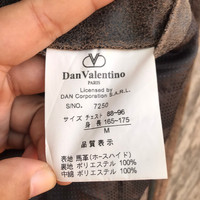 Dan Valentino
PARIS
Licensed by
DAN Corporation S.A.R.L.
S/NO. 7250
サイズ チェスト 88-96
身長 165-175
M
品質表示
表地 馬革(ホースハイド)
裏地 ポリエステル 100%
中綿 ポリエステル 100%